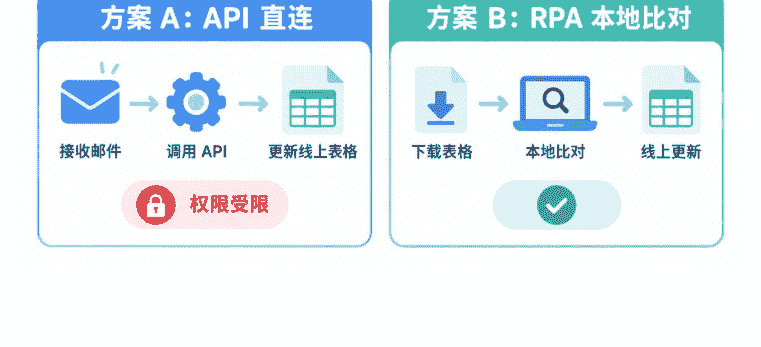 方案 A：API 直连
接收邮件
调用 API
更新线上表格
权限受限
方案 B：RPA 本地比对
下载表格
本地比对
线上更新